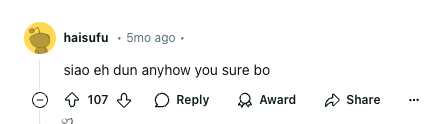 haisufu · 5mo ago ·
siao eh dun anyhow you sure bo
107 Reply Award Share ...